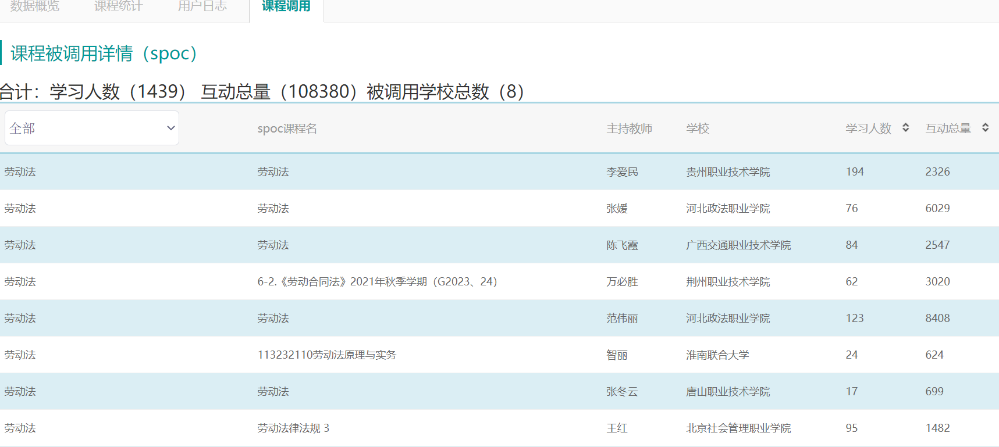 数据概览 课程统计 用户日志 课程调用
课程被调用详情（spoc）
合计：学习人数（1439） 互动总量（108380）被调用学校总数（8）
全部 spoc课程名 主持教师 学校 学习人数 互动总量
劳动法 劳动法 李爱民 贵州职业技术学院 194 2326
劳动法 劳动法 张媛 河北政法职业学院 76 6029
劳动法 劳动法 陈飞霞 广西交通职业技术学院 84 2547
劳动法 6-2.《劳动合同法》2021年秋季学期（G2023、24） 万必胜 荆州职业技术学院 62 3020
劳动法 劳动法 范伟丽 河北政法职业学院 123 8408
劳动法 113232110劳动法原理与实务 智丽 淮南联合大学 24 624
劳动法 劳动法 张冬云 唐山职业技术学院 17 699
劳动法 劳动法律法规 3 王红 北京社会管理职业学院 95 1482